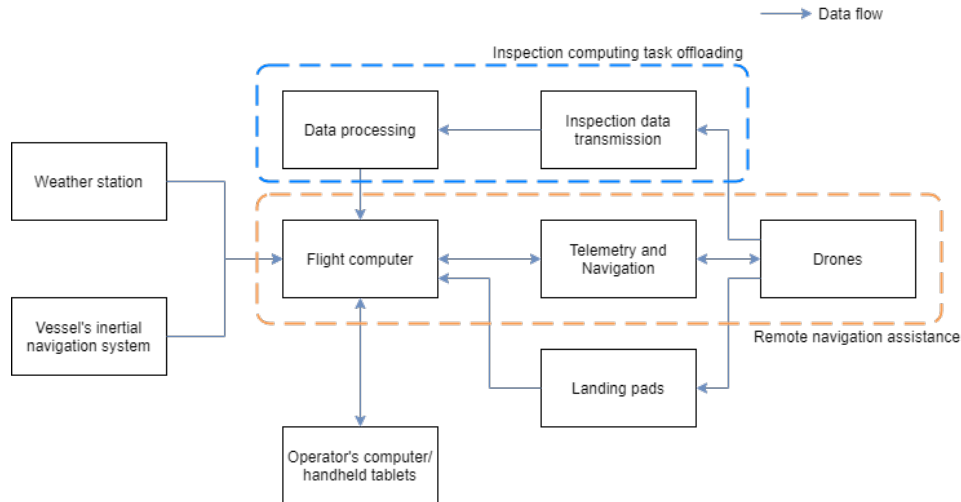 Data flow
Inspection computing task offloading
Data processing
Inspection data
transmission
Weather station
Flight computer
Telemetry and
Navigation
Drones
Vessel's inertial
navigation system
Remote navigation assistance
Landing pads
Operator's computer/
handheld tablets